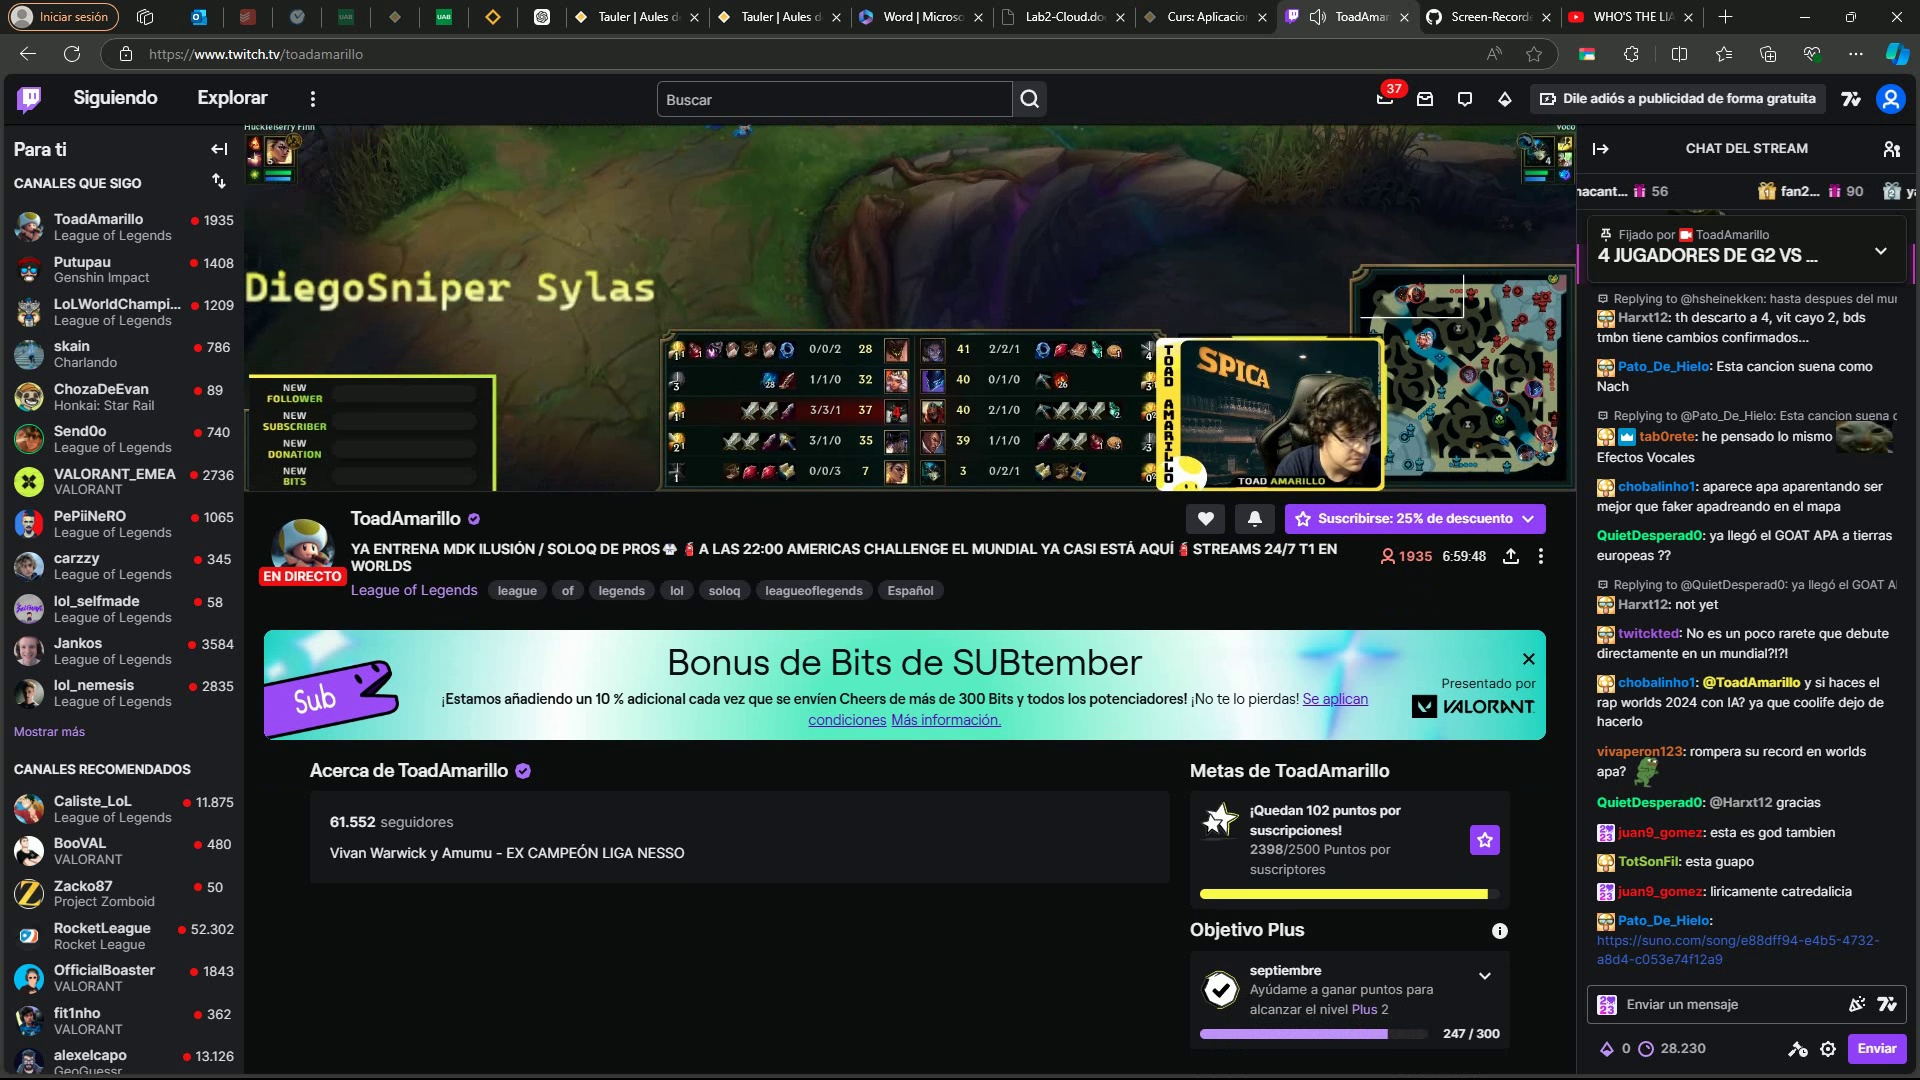 Iniciar sesión
Tauler | Aules de
Tauler | Aules d
Word | Microso
Lab2-Cloud.do
Curs: Aplicacio
ToadAmar
Screen-Record
WHO'S THE LIA
https://www.twitch.tv/toadamarillo
Siguiendo
Explorar
Buscar
37
Dile adiós a publicidad de forma gratuita
Para ti
CANALES QUE SIGO
ToadAmarillo 1935
League of Legends
Putupau 1408
Genshin Impact
LoLWorldChampi... 1209
League of Legends
skain 786
Charlando
ChozaDeEvan 89
Honkai: Star Rail
Send0o 740
League of Legends
VALORANT_EMEA 2736
VALORANT
PePiiNeRO 1065
League of Legends
carzzy 345
League of Legends
lol_selfmade 58
League of Legends
Jankos 3584
League of Legends
lol_nemesis 2835
League of Legends
Mostrar más
CANALES RECOMENDADOS
Caliste_LoL 11.875
League of Legends
BooVAL 480
VALORANT
Zacko87 50
Project Zomboid
RocketLeague 52.302
Rocket League
OfficialBoaster 1843
VALORANT
fit1nho 362
VALORANT
alexelcapo 13.126
GeoGuessr
Huckleberry Finn
5
4
DiegoSniper Sylas
NEW
FOLLOWER
NEW
SUBSCRIBER
NEW
DONATION
NEW
BITS
0/0/2 28 41 2/2/1
1/1/0 32 40 0/1/0
3/3/1 37 40 2/1/0
3/1/0 35 39 1/1/0
0/0/3 7 3 0/2/1
SPICA
TOAD AMARILLO
TOAD AMARILLO
ToadAmarillo
Suscribirse: 25% de descuento
EN DIRECTO
YA ENTRENA MDK ILUSIÓN / SOLOQ DE PROS A LAS 22:00 AMERICAS CHALLENGE EL MUNDIAL YA CASI ESTÁ AQUÍ STREAMS 24/7 T1 EN
WORLDS
1935 6:59:48
League of Legends league of legends lol soloq leagueoflegends Español
Sub
Bonus de Bits de SUBtember
¡Estamos añadiendo un 10 % adicional cada vez que se envíen Cheers de más de 300 Bits y todos los potenciadores! ¡No te lo pierdas! Se aplican
condiciones Más información.
Presentado por
VALORANT
Acerca de ToadAmarillo
61.552 seguidores
Vivan Warwick y Amumu - EX CAMPEÓN LIGA NESSO
Metas de ToadAmarillo
¡Quedan 102 puntos por
suscripciones!
2398/2500 Puntos por
suscriptores
Objetivo Plus
septiembre
Ayúdame a ganar puntos para
alcanzar el nivel Plus 2
247 / 300
CHAT DEL STREAM
nacant... 56
fan2... 90
Fijado por ToadAmarillo
4 JUGADORES DE G2 VS ...
Replying to @hsheinekken: hasta despues del mun
Harxt12: th descarto a 4, vit cayo 2, bds
tmbn tiene cambios confirmados...
Pato_De_Hielo: Esta cancion suena como
Nach
Replying to @Pato_De_Hielo: Esta cancion suena c
tab0rete: he pensado lo mismo
Efectos Vocales
chobalinho1: aparece apa aparentando ser
mejor que faker apadreando en el mapa
QuietDesperad0: ya llegó el GOAT APA a tierras
europeas ??
Replying to @QuietDesperad0: ya llegó el GOAT A
Harxt12: not yet
twitckted: No es un poco rarete que debute
directamente en un mundial?!?!
chobalinho1: @ToadAmarillo y si haces el
rap worlds 2024 con IA? ya que coolife dejo de
hacerlo
vivaperon123: rompera su record en worlds
apa?
QuietDesperad0: @Harxt12 gracias
juan9_gomez: esta es god tambien
TotSonFil: esta guapo
juan9_gomez: liricamente catredalicia
Pato_De_Hielo:
https://suno.com/song/e88dff94-e4b5-4732-
a8d4-c053e74f12a9
Enviar un mensaje
0 28.230
Enviar